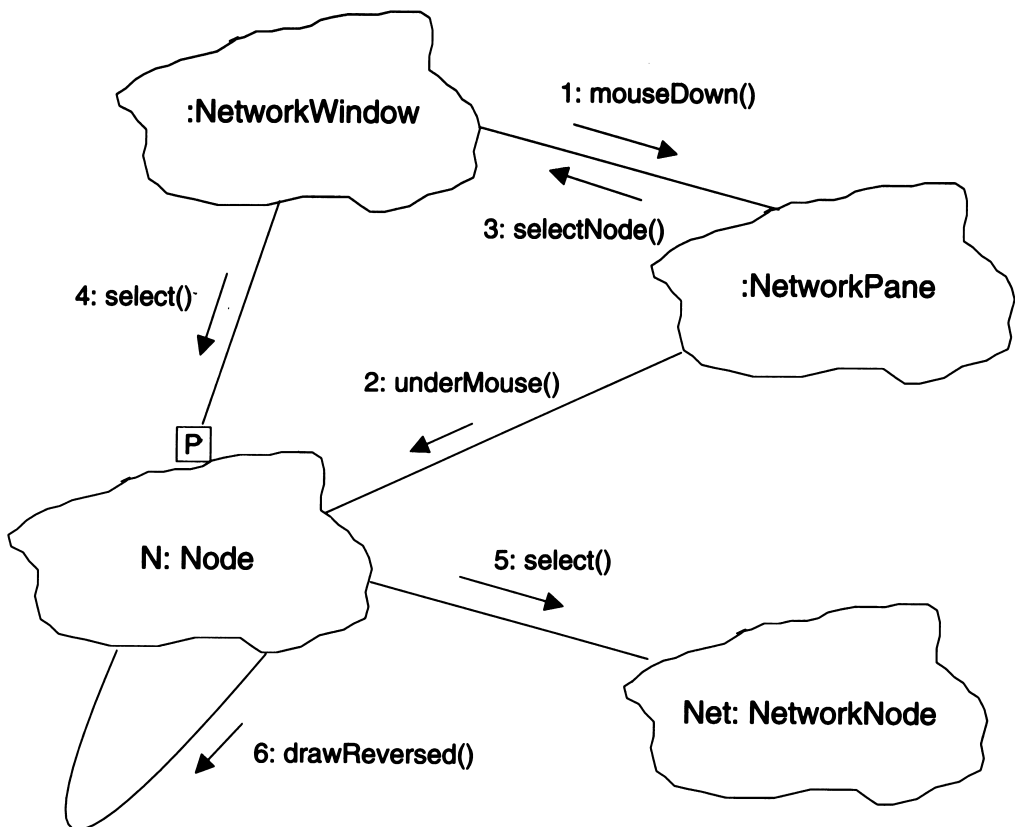 :NetworkWindow
1: mouseDown()
3: selectNode()
:NetworkPane
4: select()
2: underMouse()
P
N: Node
5: select()
Net: NetworkNode
6: drawReversed()